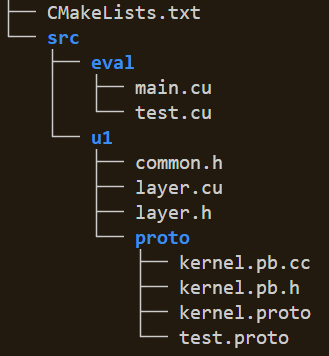 CMakeLists.txt
src
eval
main.cu
test.cu
u1
common.h
layer.cu
layer.h
proto
kernel.pb.cc
kernel.pb.h
kernel.proto
test.proto